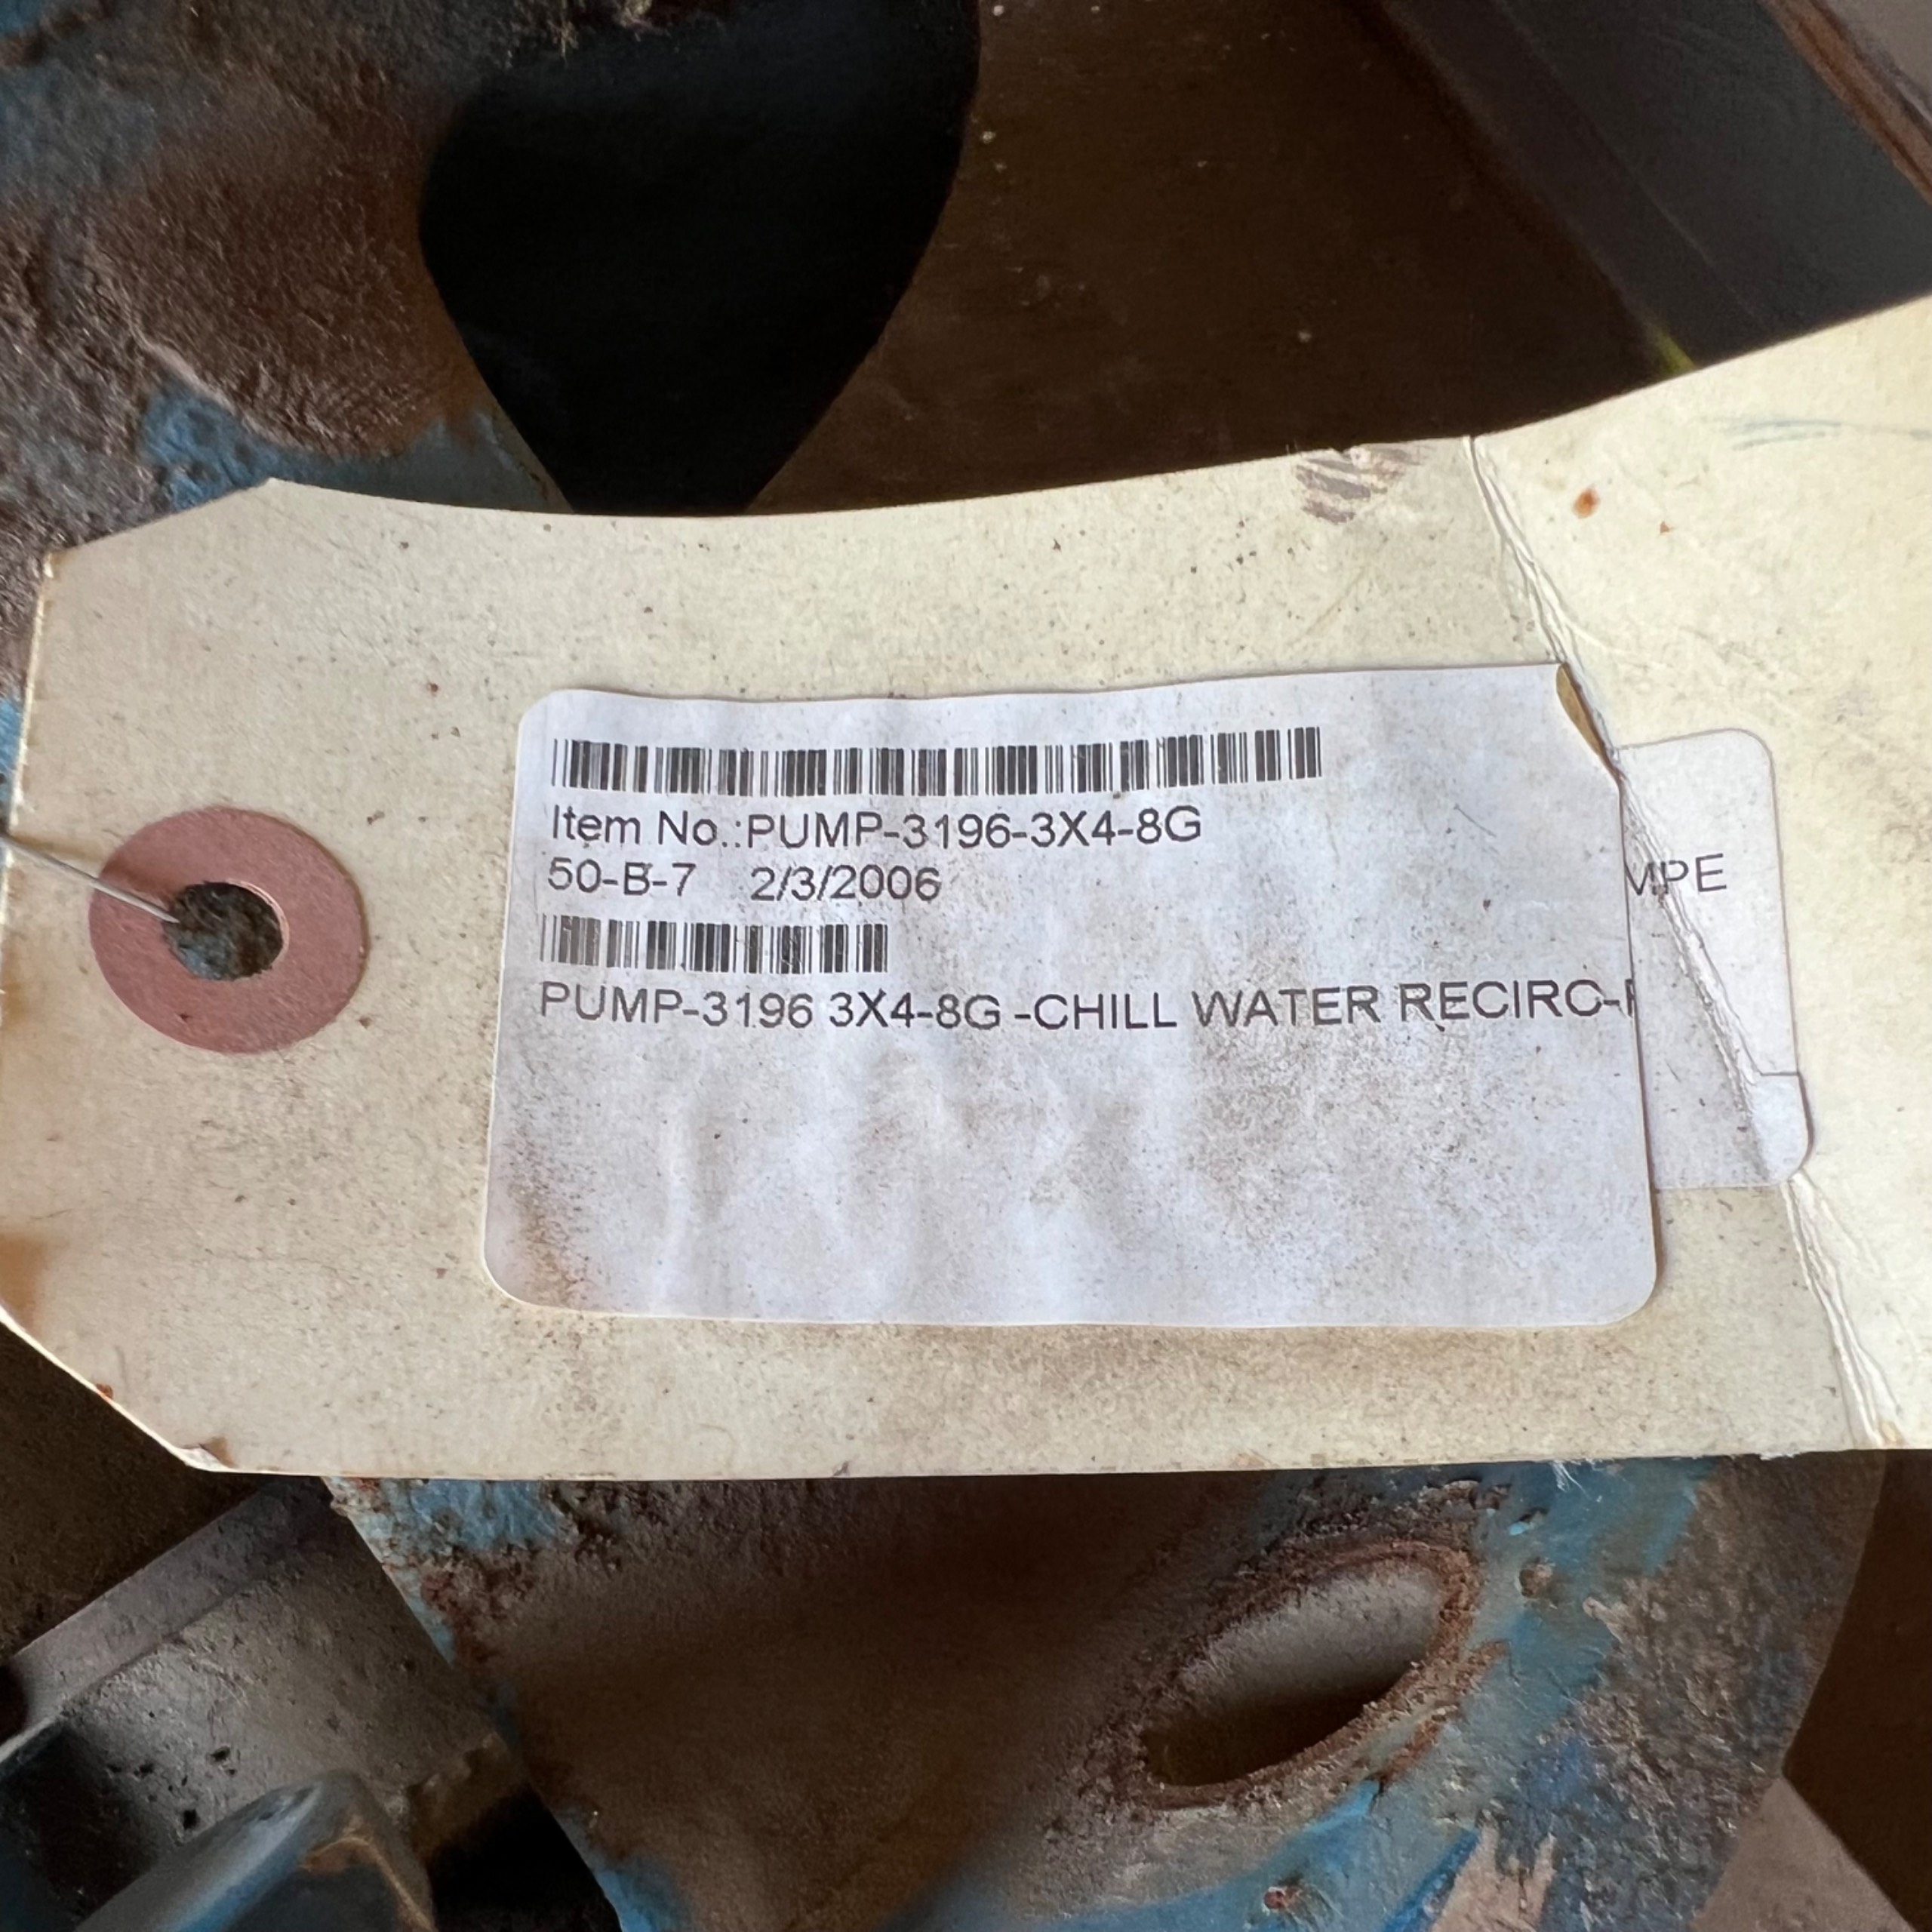 Item No.:PUMP-3196-3X4-8G
50-B-7 2/3/2006
MPE
PUMP-3196 3X4-8G -CHILL WATER RECIRC-